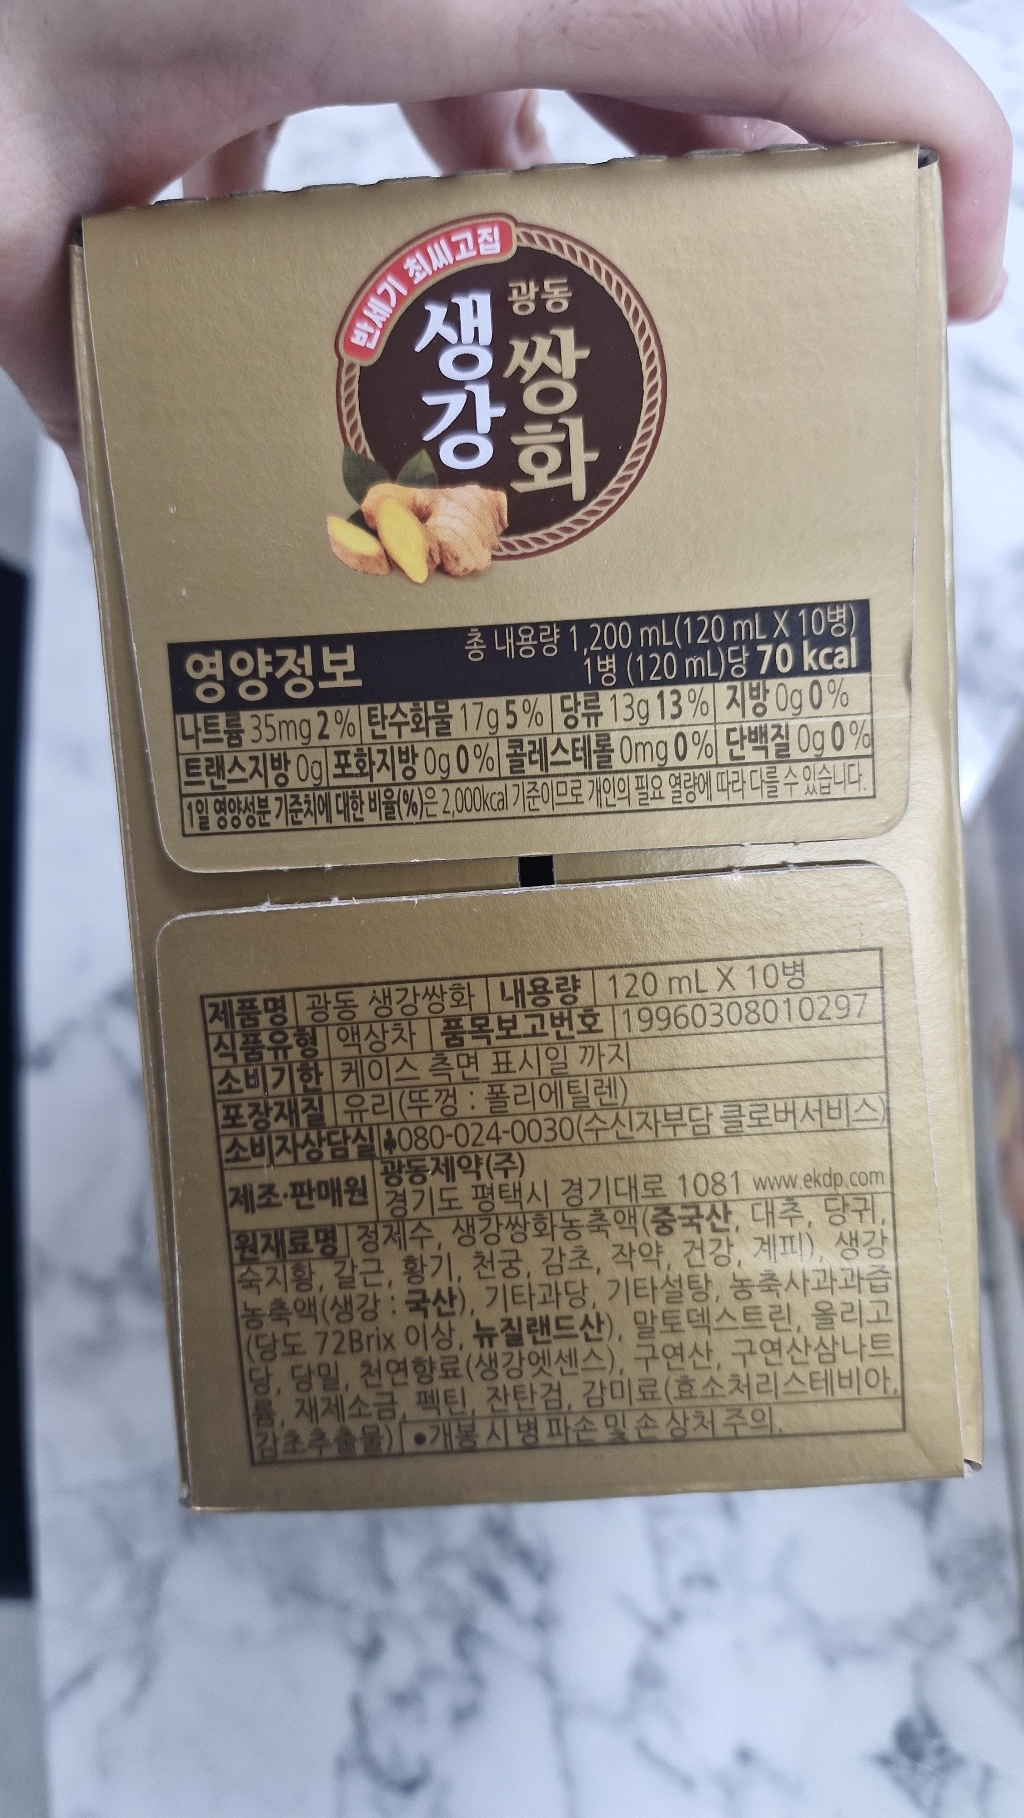 반세기 최씨고집
광동
쌍화
생강
영양정보
총 내용량 1,200 mL(120 mL X 10병)
1병 (120 mL)당 70 kcal
나트륨 35mg 2% 탄수화물 17g 5% 당류 13g 13% 지방 0g 0%
트랜스지방 0g 포화지방 0g 0% 콜레스테롤 0mg 0% 단백질 0g 0%
1일 영양성분 기준치에 대한 비율(%)은 2,000kcal 기준이므로 개인의 필요 열량에 따라 다를 수 있습니다.
제품명 광동 생강쌍화 내용량 120 mL X 10병
식품유형 액상차 품목보고번호 19960308010297
소비기한 케이스 측면 표시일 까지
포장재질 유리(뚜껑 : 폴리에틸렌)
소비자상담실 ♣080-024-0030(수신자부담 클로버서비스)
제조·판매원 광동제약(주)
경기도 평택시 경기대로 1081 www.ekdp.com
원재료명 정제수, 생강쌍화농축액(중국산, 대추, 당귀,
숙지황, 갈근, 황기, 천궁, 감초, 작약, 건강, 계피), 생강
농축액(생강 : 국산), 기타과당, 기타설탕, 농축사과과즙
(당도 72Brix 이상, 뉴질랜드산), 말토덱스트린, 올리고
당, 당밀, 천연향료(생강엣센스), 구연산, 구연산삼나트
륨, 재제소금, 펙틴, 잔탄검, 감미료(효소처리스테비아,
감초추출물) •개봉 시 병 파손 및 손 상처 주의.